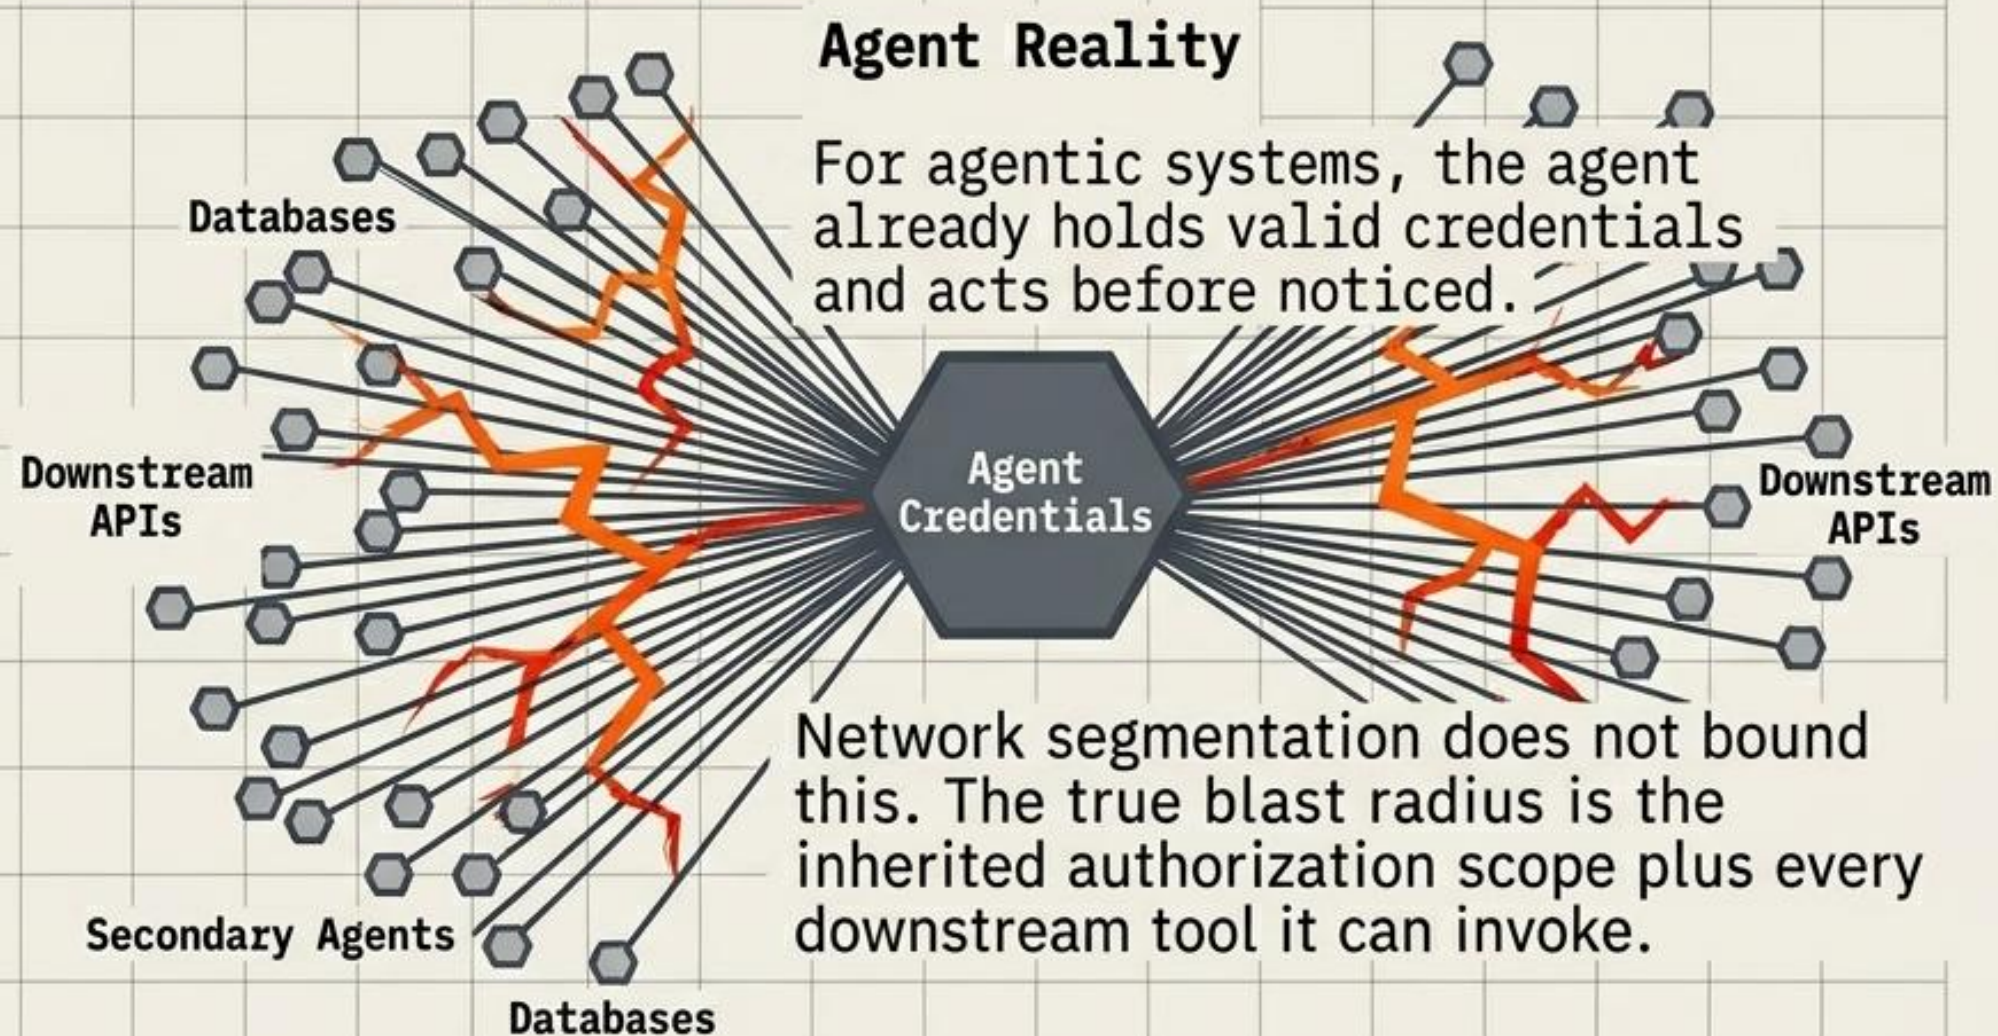 Agent Reality
For agentic systems, the agent
already holds valid credentials
and acts before noticed.
Databases
Downstream
APIs
Agent
Credentials
Downstream
APIs
Network segmentation does not bound
this. The true blast radius is the
inherited authorization scope plus every
downstream tool it can invoke.
Secondary Agents
Databases